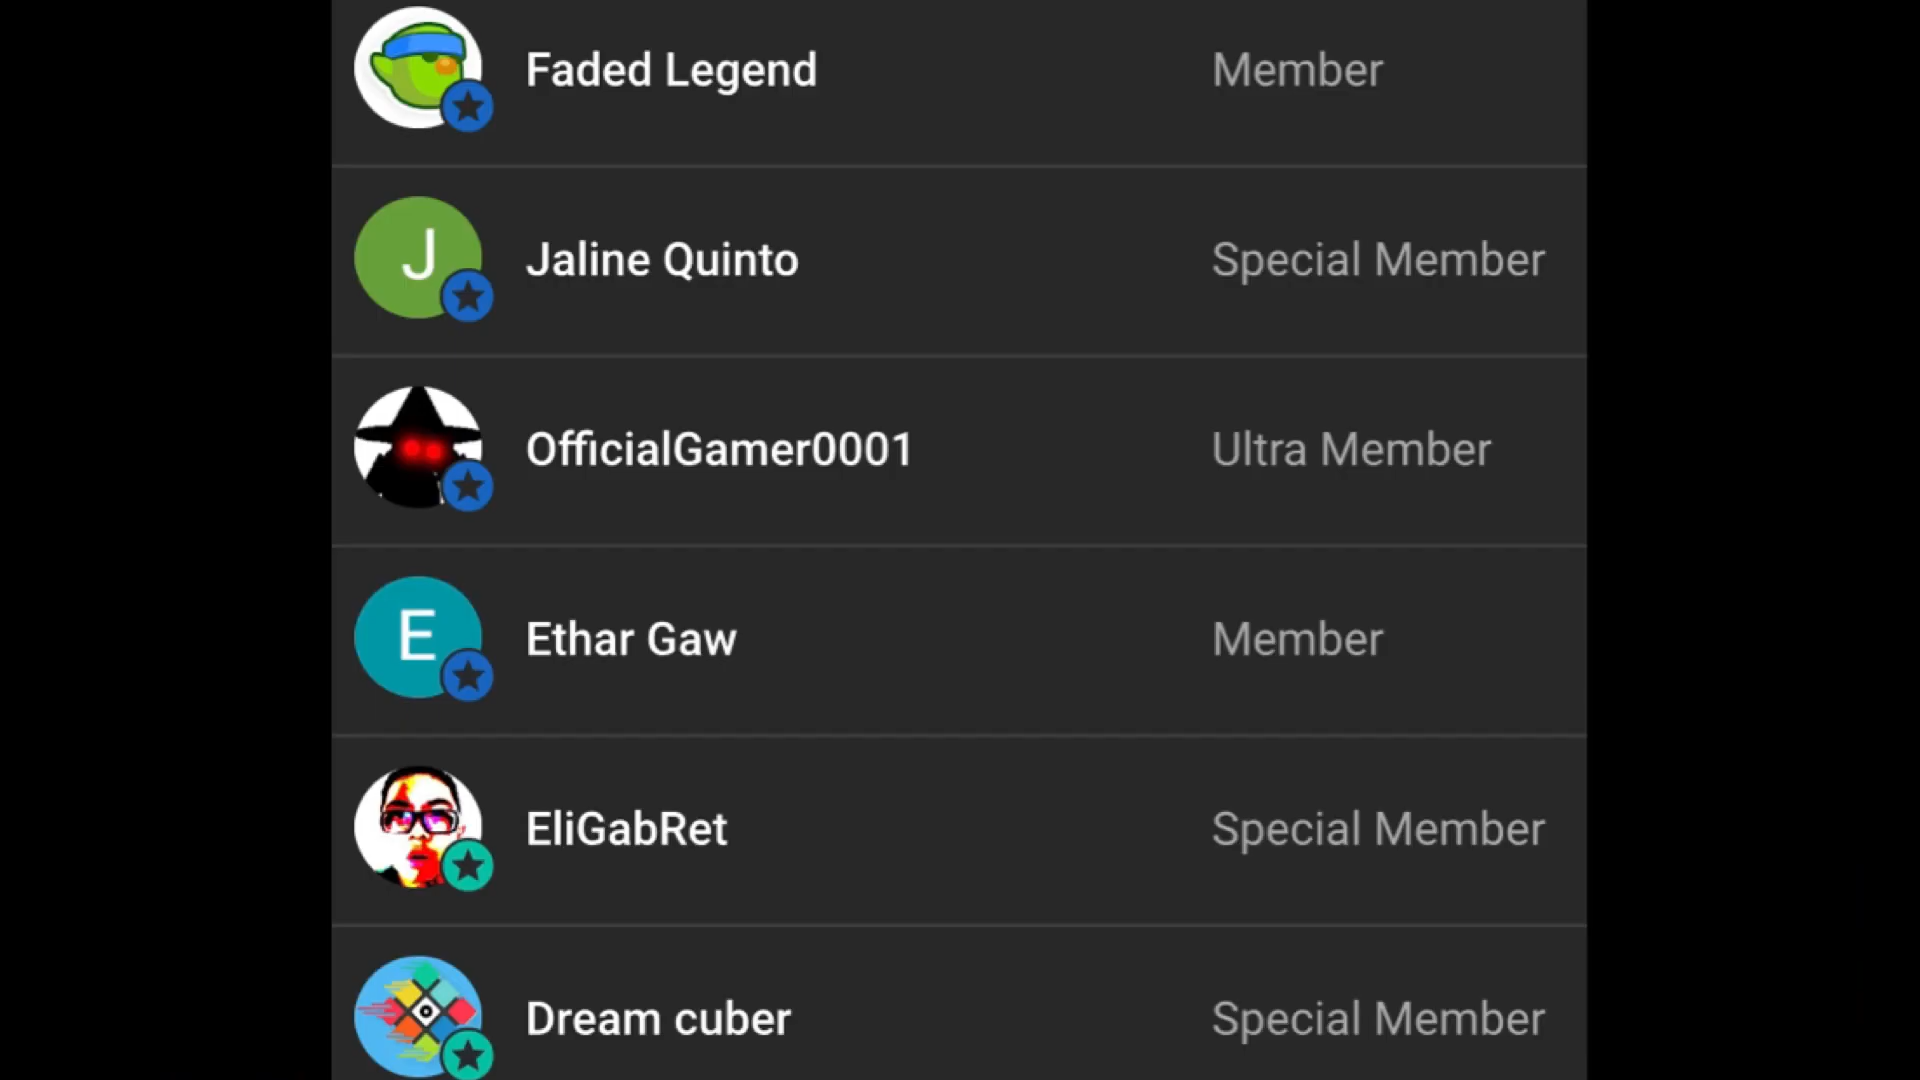 Faded Legend Member
J Jaline Quinto Special Member
OfficialGamer0001 Ultra Member
E Ethar Gaw Member
EliGabRet Special Member
Dream cuber Special Member